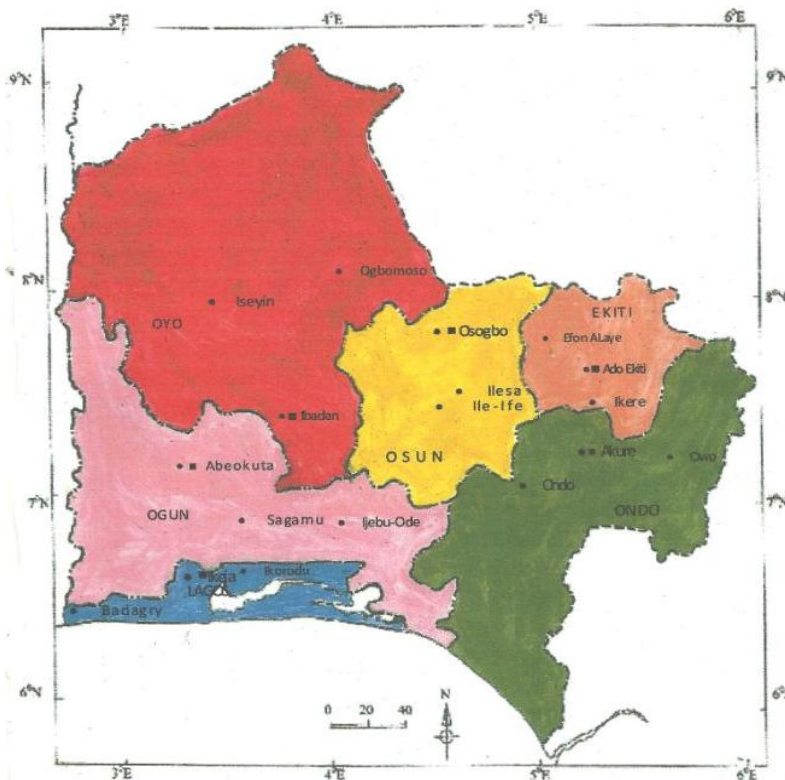 3°E 4°E 5°E 6°E
9°N 9°N
8°N 8°N
Ogbomoso
Iseyin
EKITI
OYO
Osogbo
Efon ALaye
Ado Ekiti
Ilesa
Ikere
Ile-Ife
Ibadan
OSUN
Akure
Owo
Abeokuta
Ondo
7°N 7°N
OGUN
Sagamu
Ijebu-Ode
ONDO
Ikorodu
Ikeja
Badagry
6°N 6°N
N
0 20 40
3°E 4°E 5°E 6°E